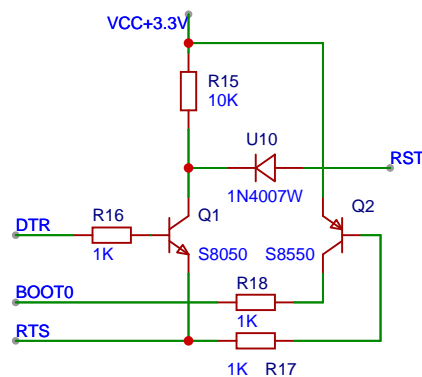 VCC+3.3V
R15
10K
U10
RST
1N4007W
Q2
R16
Q1
DTR
1K
S8050
S8550
R18
BOOT0
1K
RTS
1K R17